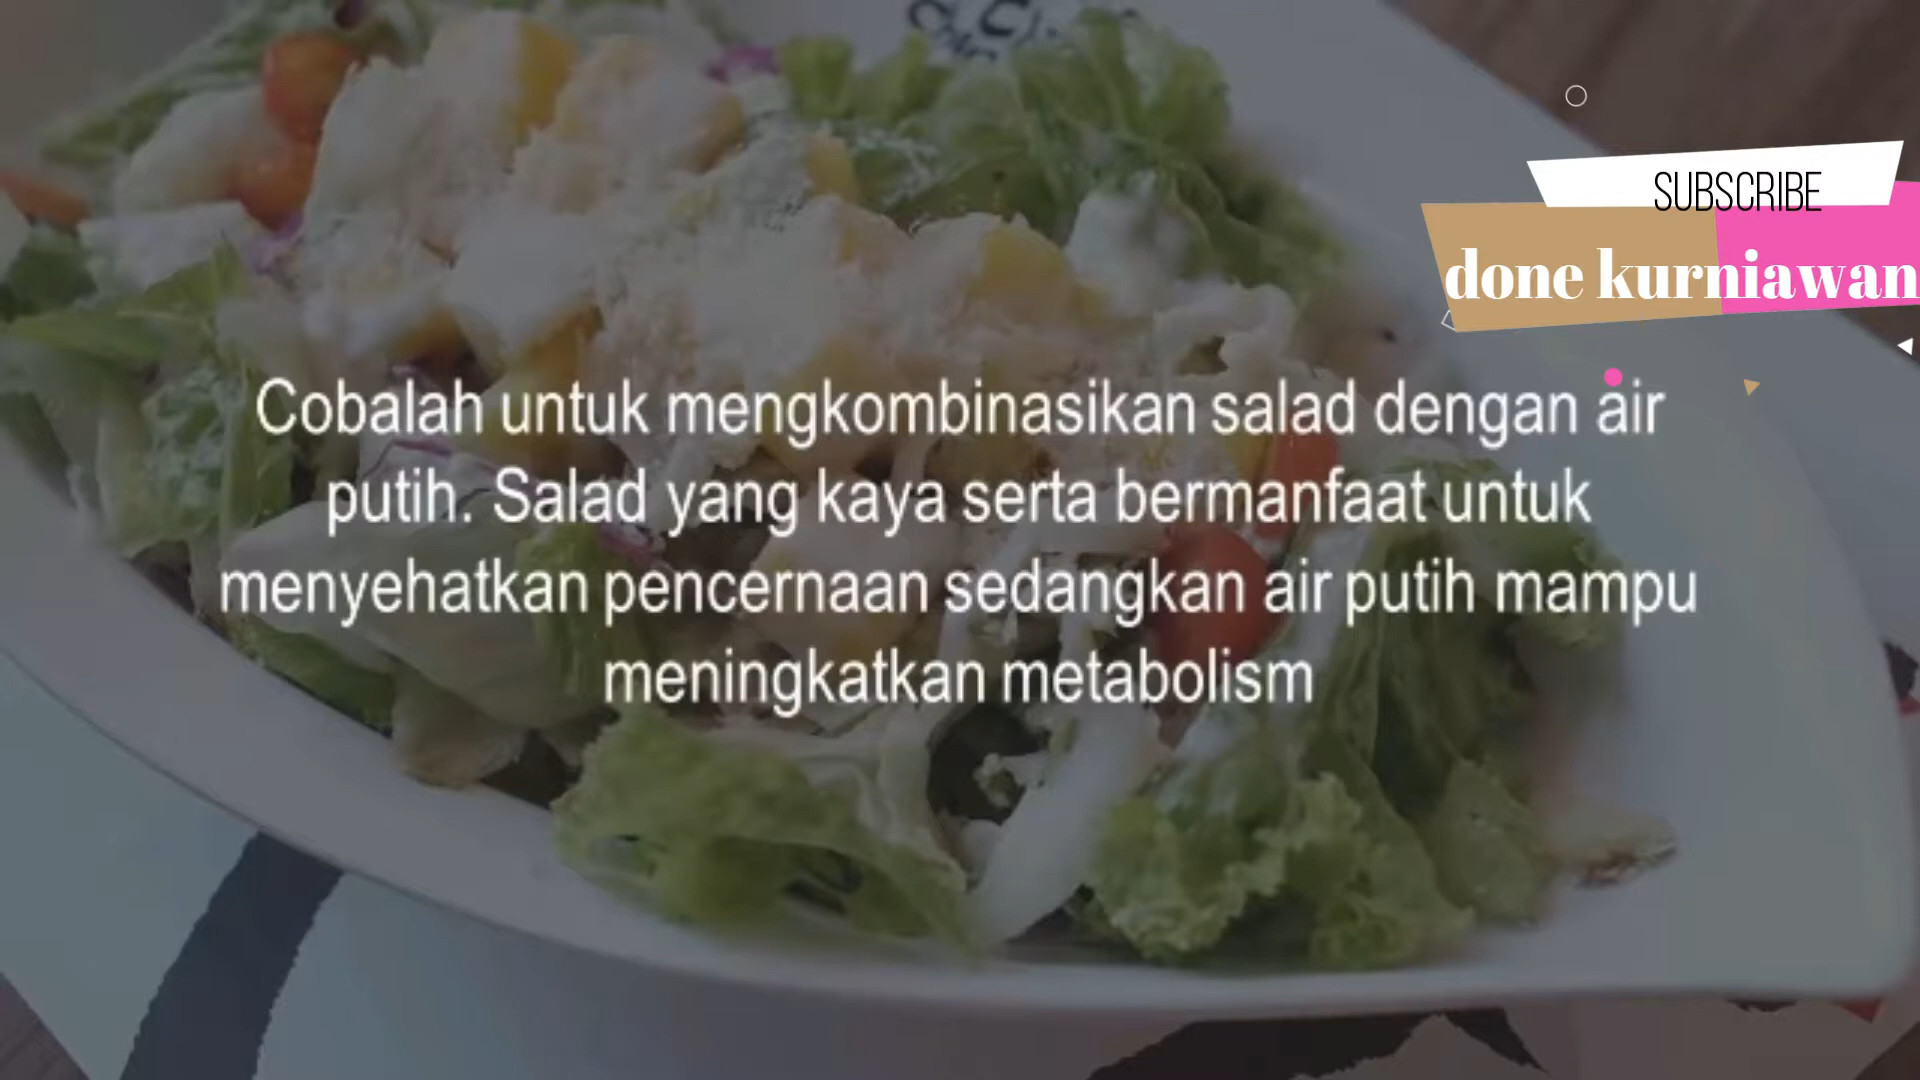 SUBSCRIBE
done kurniawan
Cobalah untuk mengkombinasikan salad dengan air
putih. Salad yang kaya serta bermanfaat untuk
menyehatkan pencernaan sedangkan air putih mampu
meningkatkan metabolism